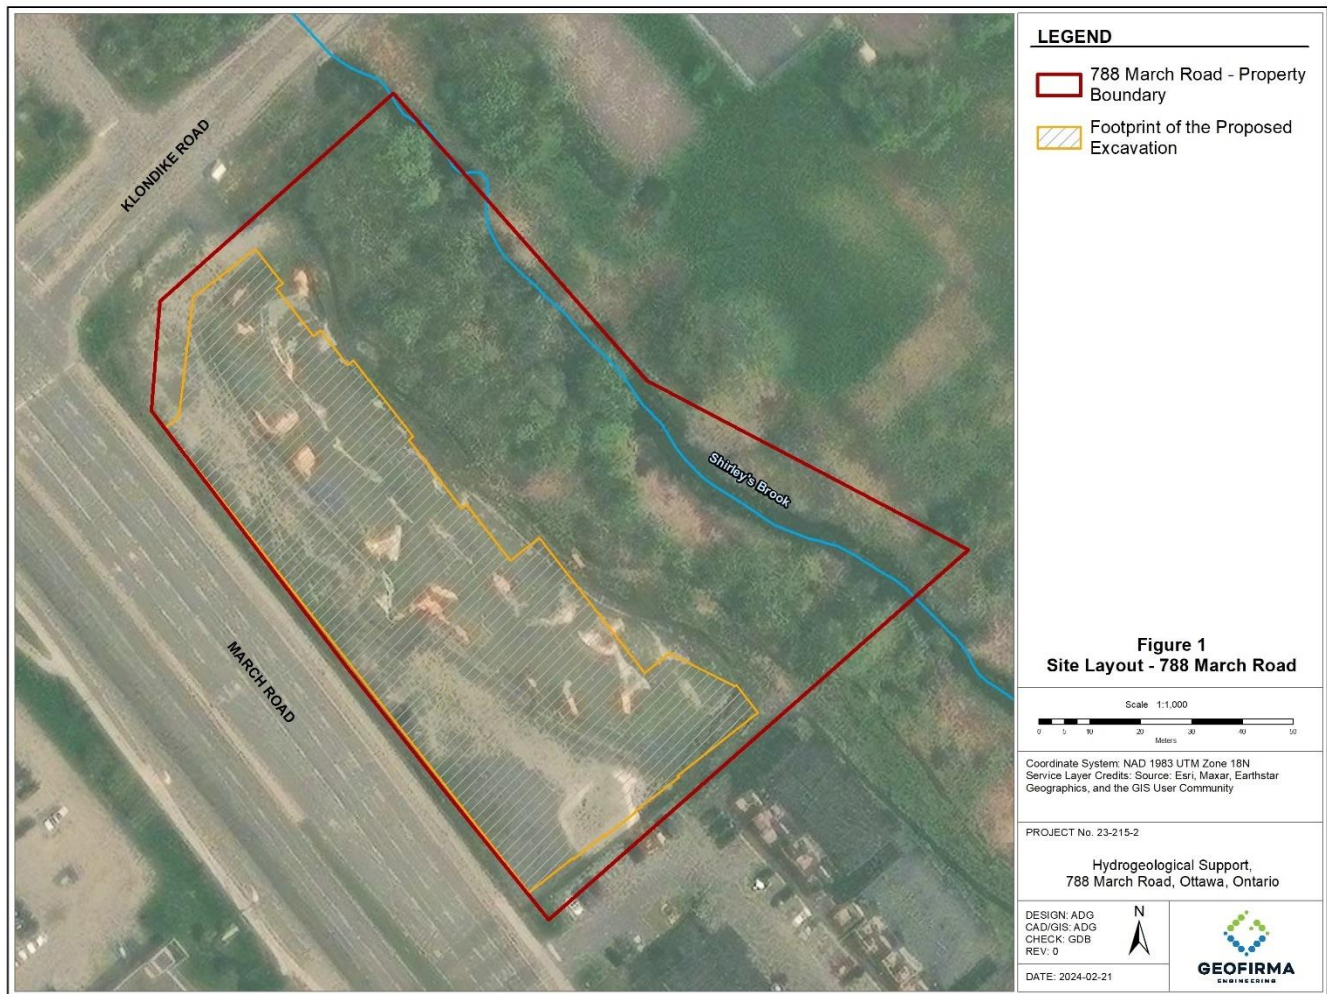 KLONDIKE ROAD
Shirley's Brook
MARCH ROAD
LEGEND
788 March Road - Property
Boundary
Footprint of the Proposed
Excavation
Figure 1
Site Layout - 788 March Road
Scale 1:1,000
0 5 10 20 30 40 50
Meters
Coordinate System: NAD 1983 UTM Zone 18N
Service Layer Credits: Source: Esri, Maxar, Earthstar
Geographics, and the GIS User Community
PROJECT No. 23-215-2
Hydrogeological Support,
788 March Road, Ottawa, Ontario
DESIGN: ADG
CAD/GIS: ADG
CHECK: GDB
REV: 0
N
DATE: 2024-02-21
GEOFIRMA
ENGINEERING